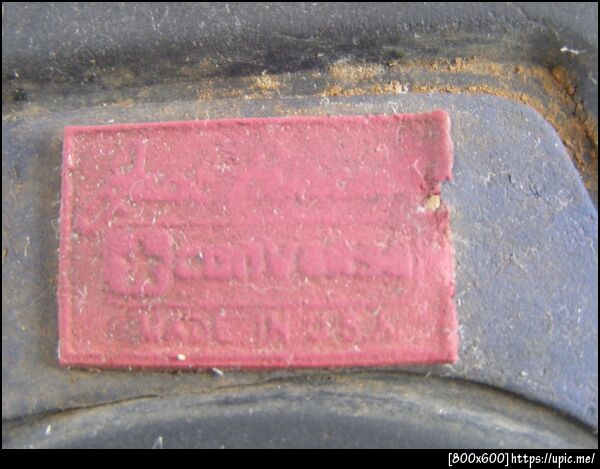 converse
MADE IN U.S.A.
[800x600]https://upic.me/